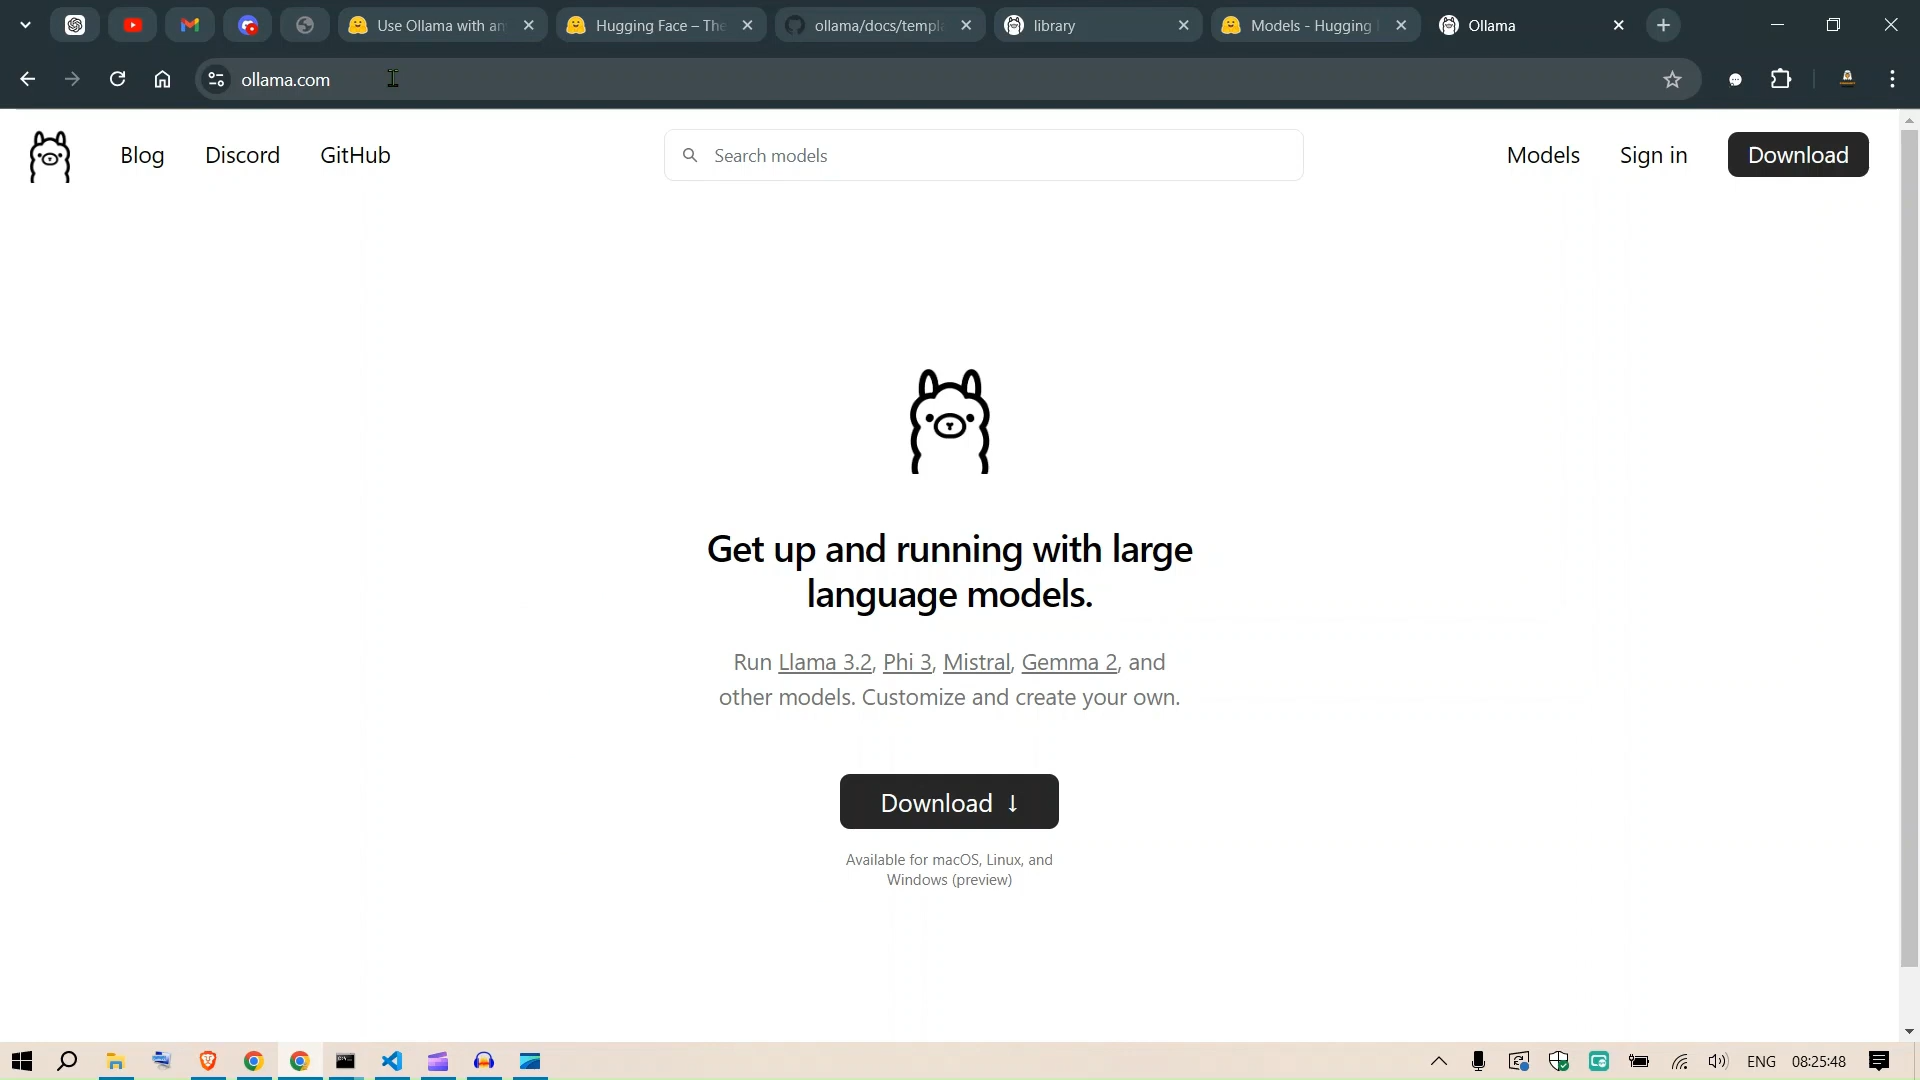 Use Ollama with an
Hugging Face – The
ollama/docs/templa
library
Models - Hugging
Ollama
ollama.com
Blog
Discord
GitHub
Search models
Models
Sign in
Download
Get up and running with large
language models.
Run Llama 3.2, Phi 3, Mistral, Gemma 2, and
other models. Customize and create your own.
Download ↓
Available for macOS, Linux, and
Windows (preview)
ENG
08:25:48